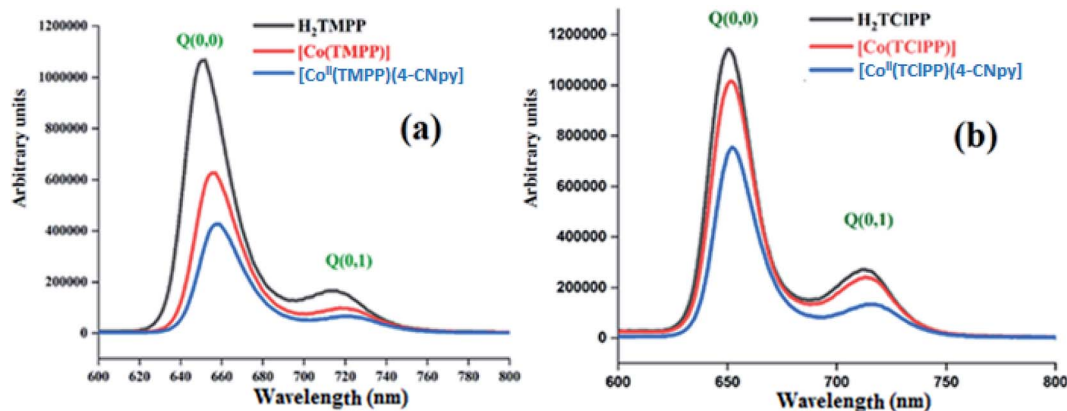 1200000
1000000
800000
600000
400000
200000
0
Arbitrary units
Q(0,0)
H₂TMPP
[Co(TMPP)]
[Coᴵᴵ(TMPP)(4-CNpy]
(a)
Q(0,1)
600 620 640 660 680 700 720 740 760 780 800
Wavelength (nm)
1200000
1000000
800000
600000
400000
200000
0
Arbitrary units
Q(0,0)
H₂TClPP
[Co(TClPP)]
[Coᴵᴵ(TClPP)(4-CNpy]
(b)
Q(0,1)
600 650 700 750 800
Wavelength (nm)